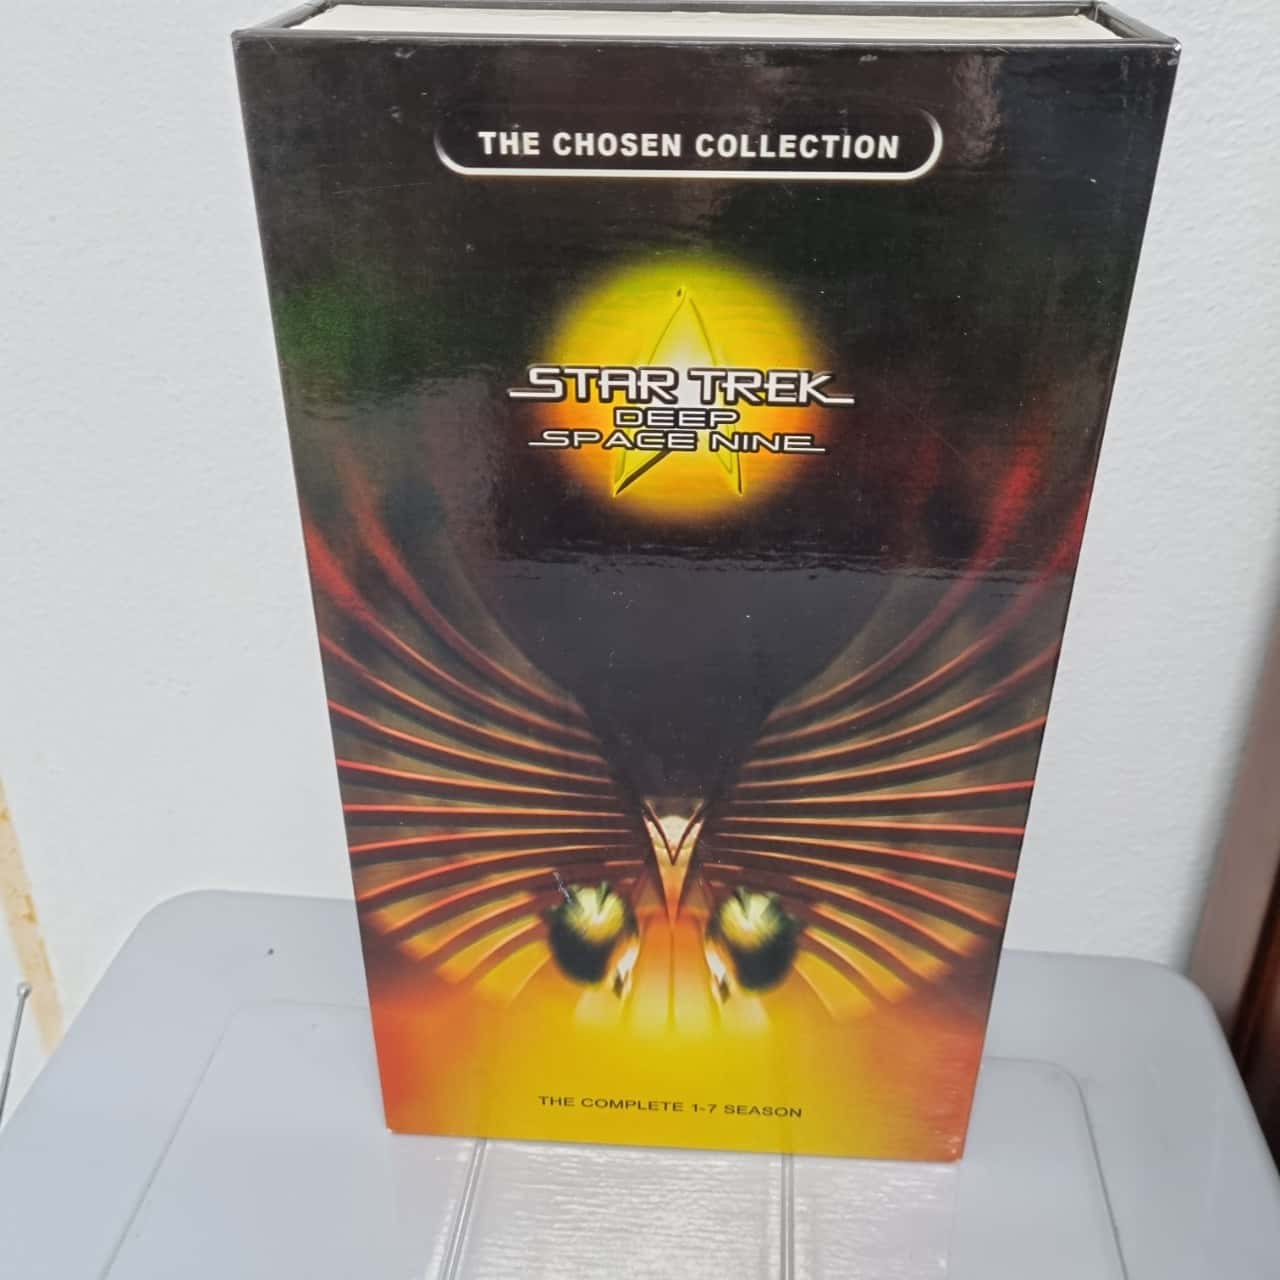 THE CHOSEN COLLECTION
STAR TREK
DEEP
SPACE NINE
THE COMPLETE 1-7 SEASON